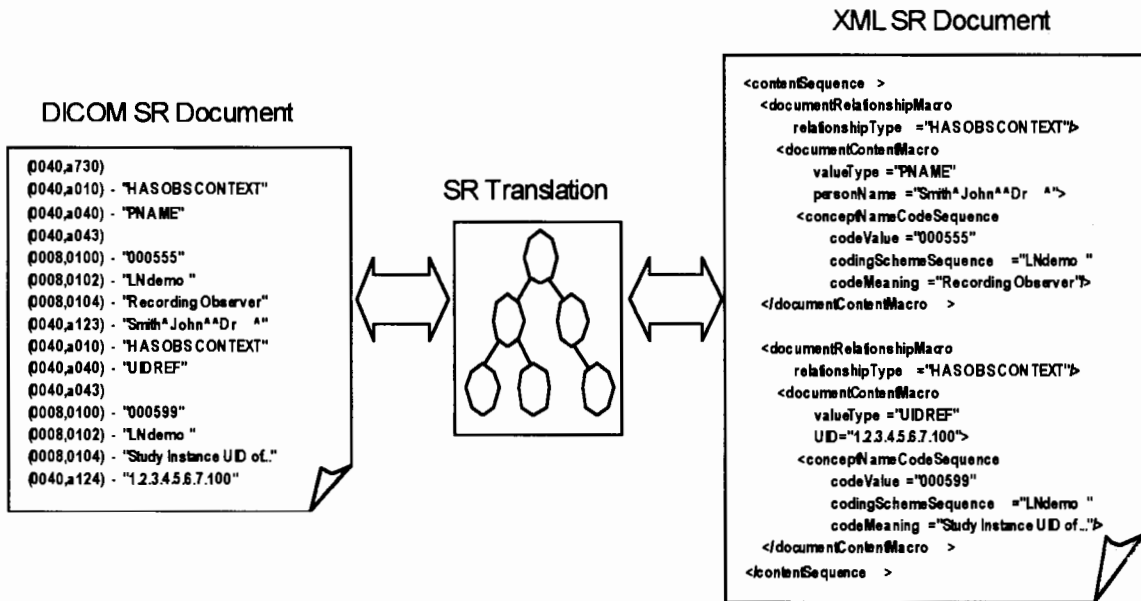 DICOM SR Document
(0040,a730)
(0040,a010) - "HASOBSCONTEXT"
(0040,a040) - "PNAME"
(0040,a043)
(0008,0100) - "000555"
(0008,0102) - "LNdemo "
(0008,0104) - "Recording Observer"
(0040,a123) - "Smith^John^^Dr ^"
(0040,a010) - "HASOBSCONTEXT"
(0040,a040) - "UIDREF"
(0040,a043)
(0008,0100) - "000599"
(0008,0102) - "LNdemo "
(0008,0104) - "Study Instance UID of.."
(0040,a124) - "1.2.3.4.5.6.7.100"
SR Translation
XML SR Document
<contentSequence >
<documentRelationshipMacro
relationshipType ="HASOBSCONTEXT"/>
<documentContentMacro
valueType ="PNAME"
personName ="Smith^John^^Dr ^">
<conceptNameCodeSequence
codeValue ="000555"
codingSchemeSequence ="LNdemo "
codeMeaning ="Recording Observer"/>
</documentContentMacro >
<documentRelationshipMacro
relationshipType ="HASOBSCONTEXT"/>
<documentContentMacro
valueType ="UIDREF"
UID="1.2.3.4.5.6.7.100">
<conceptNameCodeSequence
codeValue ="000599"
codingSchemeSequence ="LNdemo "
codeMeaning ="Study Instance UID of..."/>
</documentContentMacro >
</contentSequence >